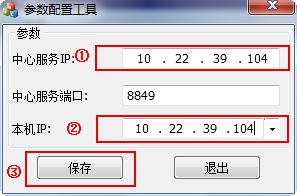 参数配置工具
参数
中心服务IP: ① 10 . 22 . 39 . 104
中心服务端口: 8849
本机IP: ② 10 . 22 . 39 . 104
③ 保存 退出